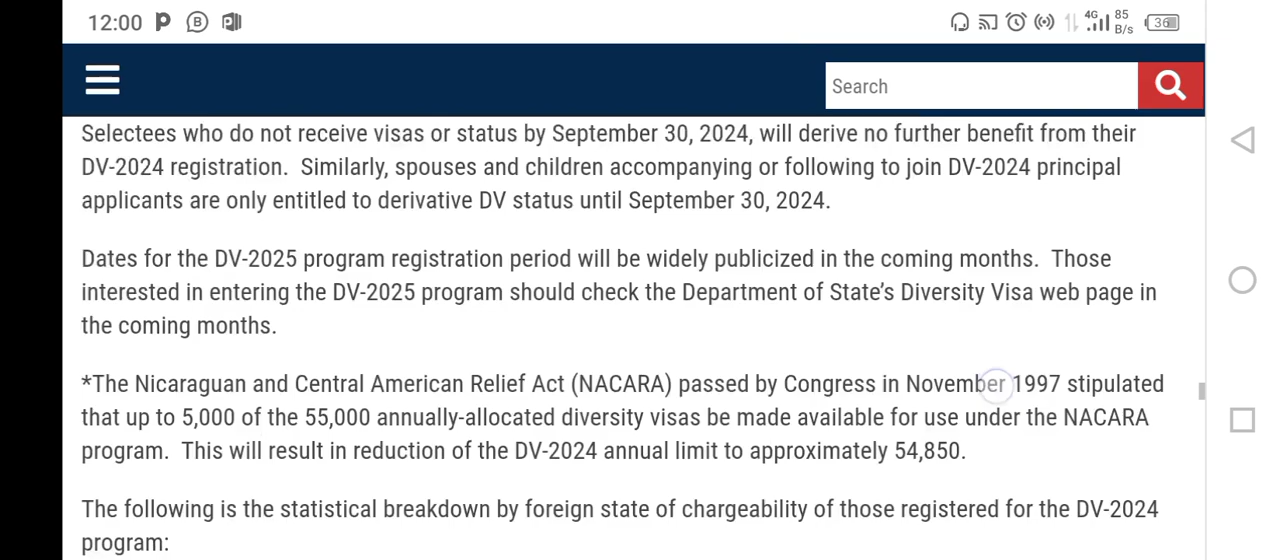 12:00
4G 85 B/s 36
Search
Selectees who do not receive visas or status by September 30, 2024, will derive no further benefit from their
DV-2024 registration.  Similarly, spouses and children accompanying or following to join DV-2024 principal
applicants are only entitled to derivative DV status until September 30, 2024.
Dates for the DV-2025 program registration period will be widely publicized in the coming months.  Those
interested in entering the DV-2025 program should check the Department of State’s Diversity Visa web page in
the coming months.
*The Nicaraguan and Central American Relief Act (NACARA) passed by Congress in November 1997 stipulated
that up to 5,000 of the 55,000 annually-allocated diversity visas be made available for use under the NACARA
program.  This will result in reduction of the DV-2024 annual limit to approximately 54,850.
The following is the statistical breakdown by foreign state of chargeability of those registered for the DV-2024
program: